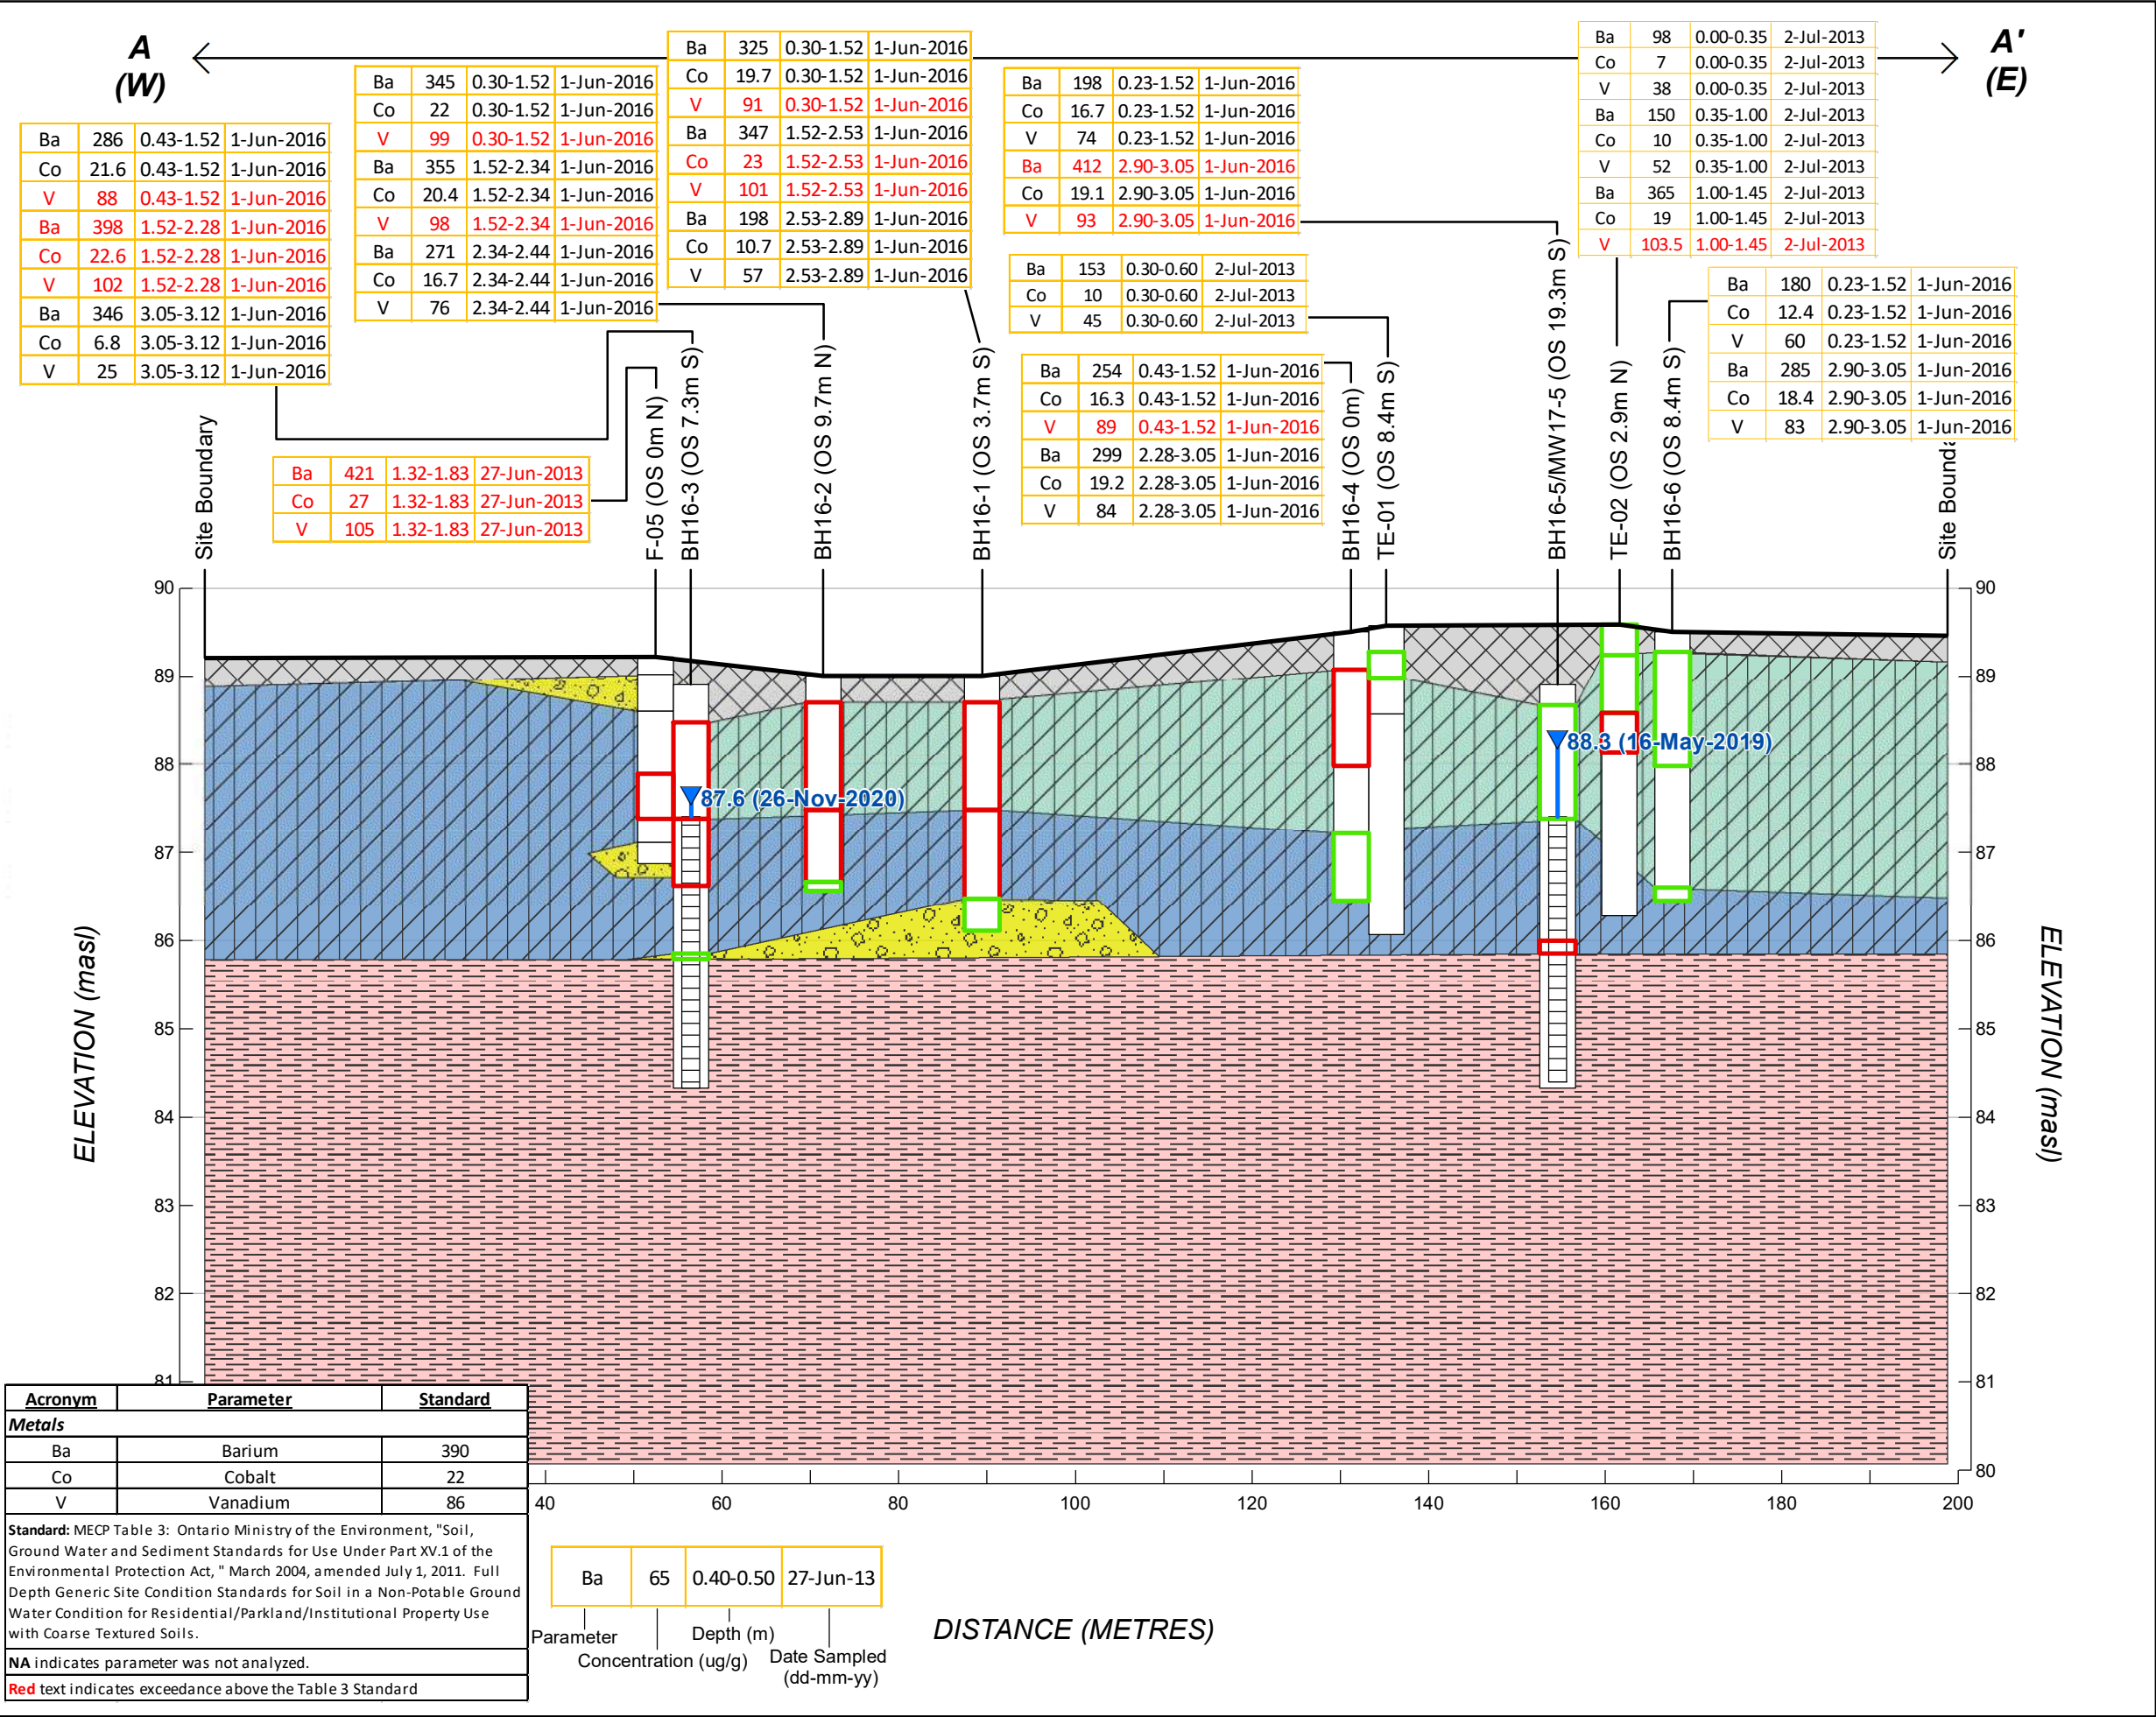 A
(W)
A'
(E)
Ba 286 0.43-1.52 1-Jun-2016
Co 21.6 0.43-1.52 1-Jun-2016
V 88 0.43-1.52 1-Jun-2016
Ba 398 1.52-2.28 1-Jun-2016
Co 22.6 1.52-2.28 1-Jun-2016
V 102 1.52-2.28 1-Jun-2016
Ba 346 3.05-3.12 1-Jun-2016
Co 6.8 3.05-3.12 1-Jun-2016
V 25 3.05-3.12 1-Jun-2016
Ba 345 0.30-1.52 1-Jun-2016
Co 22 0.30-1.52 1-Jun-2016
V 99 0.30-1.52 1-Jun-2016
Ba 355 1.52-2.34 1-Jun-2016
Co 20.4 1.52-2.34 1-Jun-2016
V 98 1.52-2.34 1-Jun-2016
Ba 271 2.34-2.44 1-Jun-2016
Co 16.7 2.34-2.44 1-Jun-2016
V 76 2.34-2.44 1-Jun-2016
Ba 325 0.30-1.52 1-Jun-2016
Co 19.7 0.30-1.52 1-Jun-2016
V 91 0.30-1.52 1-Jun-2016
Ba 347 1.52-2.53 1-Jun-2016
Co 23 1.52-2.53 1-Jun-2016
V 101 1.52-2.53 1-Jun-2016
Ba 198 2.53-2.89 1-Jun-2016
Co 10.7 2.53-2.89 1-Jun-2016
V 57 2.53-2.89 1-Jun-2016
Ba 198 0.23-1.52 1-Jun-2016
Co 16.7 0.23-1.52 1-Jun-2016
V 74 0.23-1.52 1-Jun-2016
Ba 412 2.90-3.05 1-Jun-2016
Co 19.1 2.90-3.05 1-Jun-2016
V 93 2.90-3.05 1-Jun-2016
Ba 153 0.30-0.60 2-Jul-2013
Co 10 0.30-0.60 2-Jul-2013
V 45 0.30-0.60 2-Jul-2013
Ba 254 0.43-1.52 1-Jun-2016
Co 16.3 0.43-1.52 1-Jun-2016
V 89 0.43-1.52 1-Jun-2016
Ba 299 2.28-3.05 1-Jun-2016
Co 19.2 2.28-3.05 1-Jun-2016
V 84 2.28-3.05 1-Jun-2016
Ba 98 0.00-0.35 2-Jul-2013
Co 7 0.00-0.35 2-Jul-2013
V 38 0.00-0.35 2-Jul-2013
Ba 150 0.35-1.00 2-Jul-2013
Co 10 0.35-1.00 2-Jul-2013
V 52 0.35-1.00 2-Jul-2013
Ba 365 1.00-1.45 2-Jul-2013
Co 19 1.00-1.45 2-Jul-2013
V 103.5 1.00-1.45 2-Jul-2013
Ba 180 0.23-1.52 1-Jun-2016
Co 12.4 0.23-1.52 1-Jun-2016
V 60 0.23-1.52 1-Jun-2016
Ba 285 2.90-3.05 1-Jun-2016
Co 18.4 2.90-3.05 1-Jun-2016
V 83 2.90-3.05 1-Jun-2016
Ba 421 1.32-1.83 27-Jun-2013
Co 27 1.32-1.83 27-Jun-2013
V 105 1.32-1.83 27-Jun-2013
Site Boundary
F-05 (OS 0m N)
BH16-3 (OS 7.3m S)
BH16-2 (OS 9.7m N)
BH16-1 (OS 3.7m S)
BH16-4 (OS 0m)
TE-01 (OS 8.4m S)
BH16-5/MW17-5 (OS 19.3m S)
TE-02 (OS 2.9m N)
BH16-6 (OS 8.4m S)
Site Bounda
90
89
88
87
86
85
84
83
82
81
ELEVATION (masl)
87.6 (26-Nov-2020)
88.3 (16-May-2019)
90
89
88
87
86
85
84
83
82
81
80
ELEVATION (masl)
40 60 80 100 120 140 160 180 200
DISTANCE (METRES)
Acronym Parameter Standard
Metals
Ba Barium 390
Co Cobalt 22
V Vanadium 86
Standard: MECP Table 3: Ontario Ministry of the Environment, "Soil,
Ground Water and Sediment Standards for Use Under Part XV.1 of the
Environmental Protection Act, " March 2004, amended July 1, 2011. Full
Depth Generic Site Condition Standards for Soil in a Non-Potable Ground
Water Condition for Residential/Parkland/Institutional Property Use
with Coarse Textured Soils.
NA indicates parameter was not analyzed.
Red text indicates exceedance above the Table 3 Standard
Ba 65 0.40-0.50 27-Jun-13
Parameter
Concentration (ug/g)
Depth (m)
Date Sampled
(dd-mm-yy)